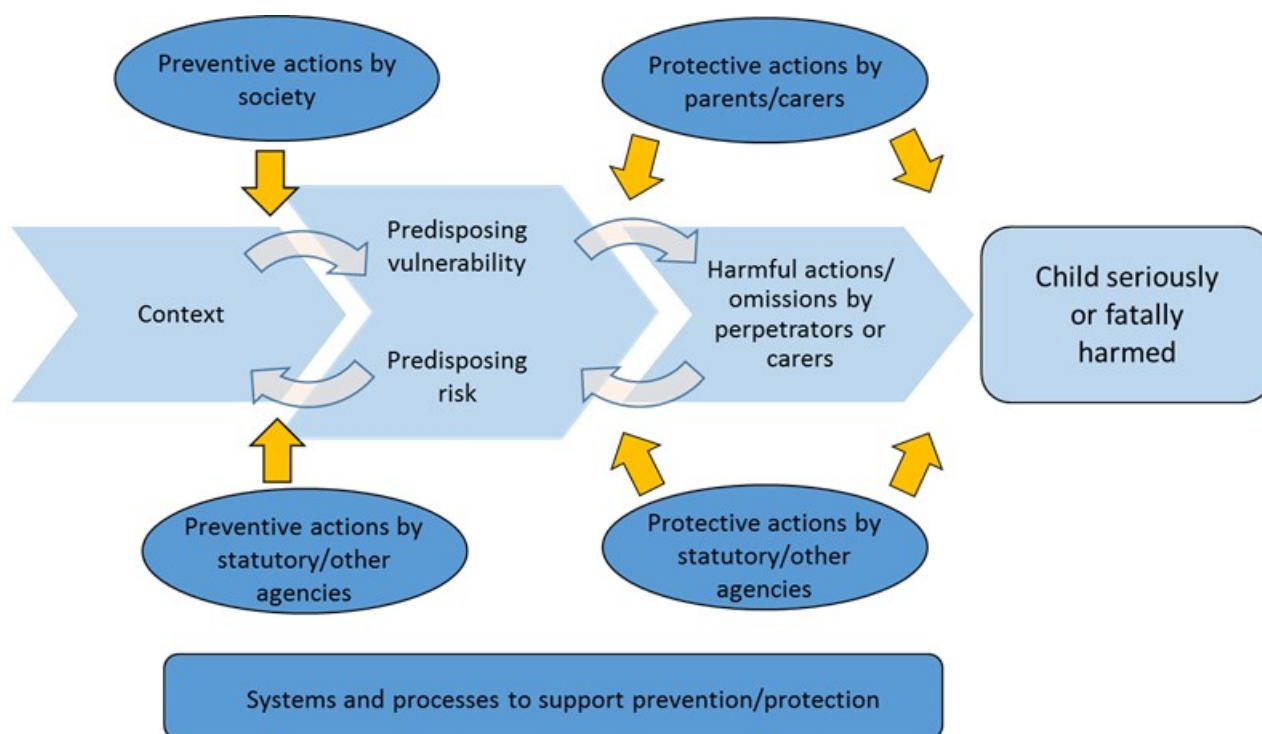 Preventive actions by
society
Protective actions by
parents/carers
Context
Predisposing
vulnerability
Predisposing
risk
Harmful actions/
omissions by
perpetrators or
carers
Child seriously
or fatally
harmed
Preventive actions by
statutory/other
agencies
Protective actions by
statutory/other
agencies
Systems and processes to support prevention/protection